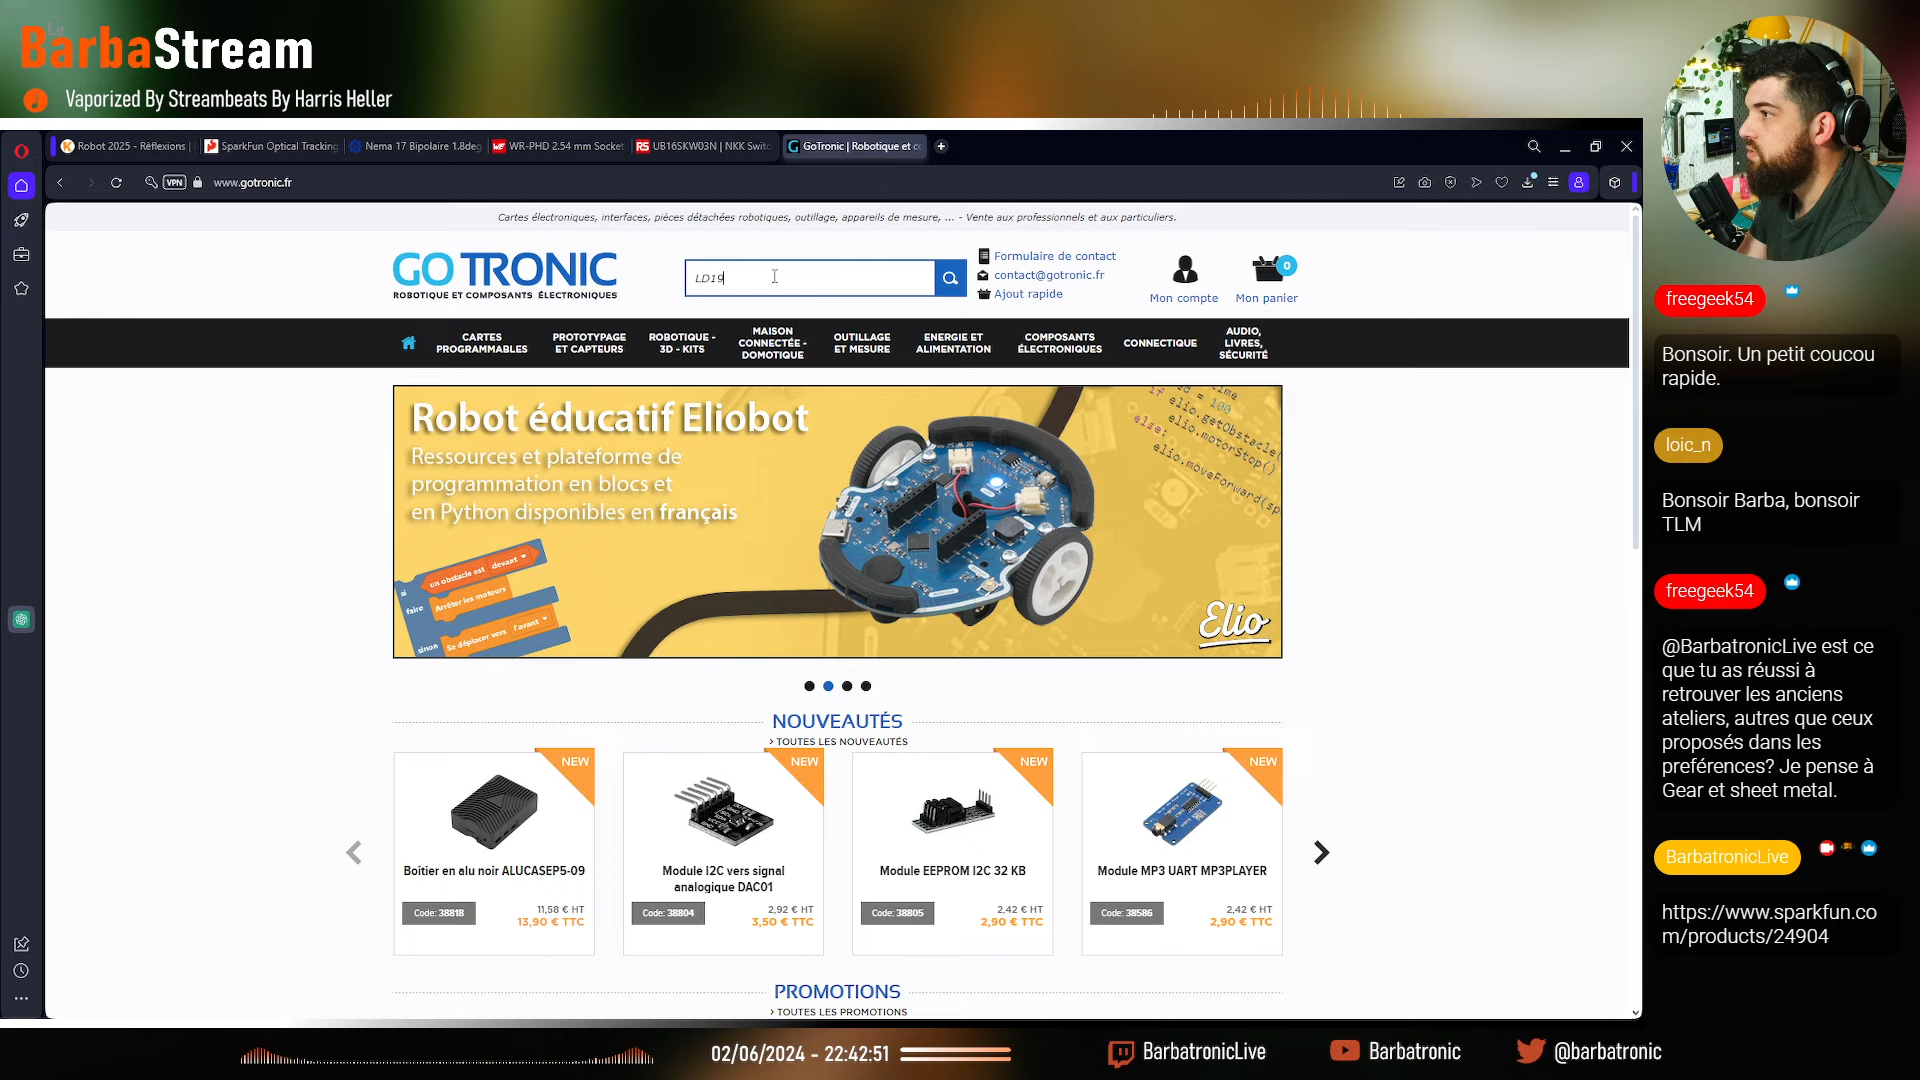 Le
BarbaStream
Vaporized By Streambeats By Harris Heller
Robot 2025 - Réflexions |
SparkFun Optical Tracking
Nema 17 Bipolaire 1.8deg
WR-PHD 2.54 mm Socket
UB16SKW03N | NKK Switc
GoTronic | Robotique et co
VPN
www.gotronic.fr
Cartes électroniques, interfaces, pièces détachées robotiques, outillage, appareils de mesure, ... - Vente aux professionnels et aux particuliers.
GO TRONIC
ROBOTIQUE ET COMPOSANTS ÉLECTRONIQUES
LD19
Formulaire de contact
contact@gotronic.fr
Ajout rapide
Mon compte
0
Mon panier
CARTES
PROGRAMMABLES
PROTOTYPAGE
ET CAPTEURS
ROBOTIQUE -
3D - KITS
MAISON
CONNECTÉE -
DOMOTIQUE
OUTILLAGE
ET MESURE
ENERGIE ET
ALIMENTATION
COMPOSANTS
ÉLECTRONIQUES
CONNECTIQUE
AUDIO,
LIVRES,
SÉCURITÉ
Robot éducatif Eliobot
Ressources et plateforme de
programmation en blocs et
en Python disponibles en français
si
un obstacle est devant
faire
Arrêter les moteurs
sinon
Se déplacer vers l'avant
= 100
elio.getObstacle(
elio.motorStop()
else:
elio.moveForward(sp
Elio
NOUVEAUTÉS
> TOUTES LES NOUVEAUTÉS
NEW
Boîtier en alu noir ALUCASEP5-09
Code: 38818
11,58 € HT
13,90 € TTC
NEW
Module I2C vers signal
analogique DAC01
Code: 38804
2,92 € HT
3,50 € TTC
NEW
Module EEPROM I2C 32 KB
Code: 38805
2,42 € HT
2,90 € TTC
NEW
Module MP3 UART MP3PLAYER
Code: 38586
2,42 € HT
2,90 € TTC
PROMOTIONS
> TOUTES LES PROMOTIONS
freegeek54
Bonsoir. Un petit coucou
rapide.
loic_n
Bonsoir Barba, bonsoir
TLM
freegeek54
@BarbatronicLive est ce
que tu as réussi à
retrouver les anciens
ateliers, autres que ceux
proposés dans les
preférences? Je pense à
Gear et sheet metal.
BarbatronicLive
https://www.sparkfun.co
m/products/24904
02/06/2024 - 22:42:51
BarbatronicLive
Barbatronic
@barbatronic